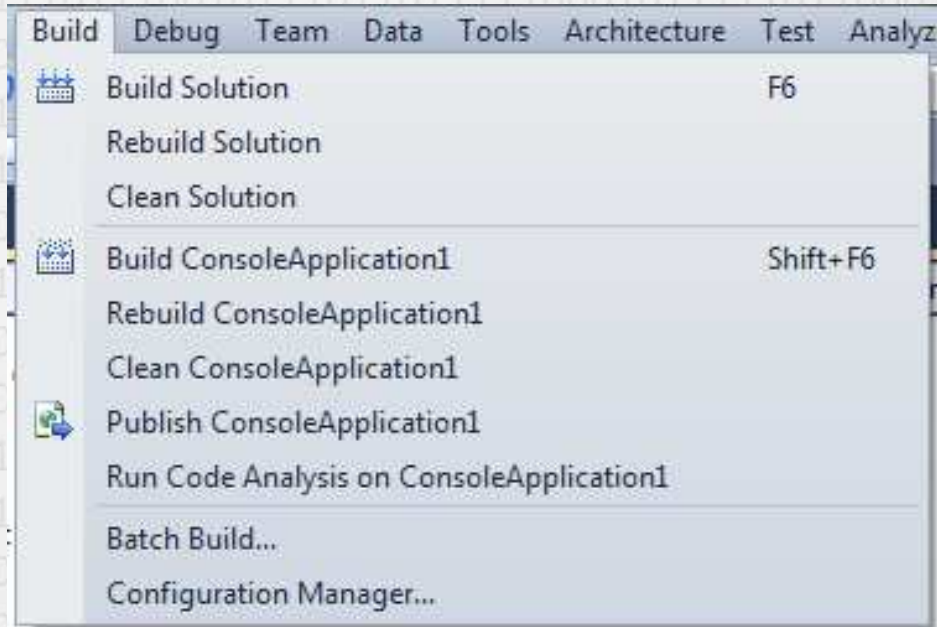 Build Debug Team Data Tools Architecture Test Analyz
Build Solution F6
Rebuild Solution
Clean Solution
Build ConsoleApplication1 Shift+F6
Rebuild ConsoleApplication1
Clean ConsoleApplication1
Publish ConsoleApplication1
Run Code Analysis on ConsoleApplication1
Batch Build...
Configuration Manager...